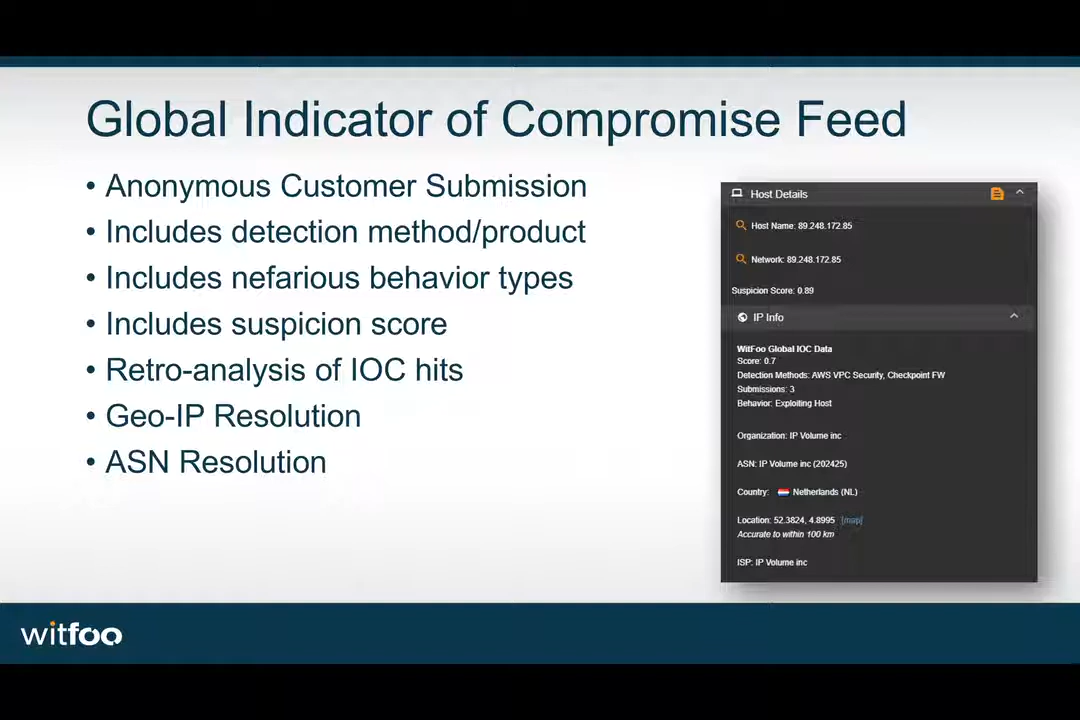 Global Indicator of Compromise Feed
• Anonymous Customer Submission
• Includes detection method/product
• Includes nefarious behavior types
• Includes suspicion score
• Retro-analysis of IOC hits
• Geo-IP Resolution
• ASN Resolution
Host Details
Host Name: 89.248.172.85
Network: 89.248.172.85
Suspicion Score: 0.89
IP Info
WitFoo Global IOC Data
Score: 0.7
Detection Methods: AWS VPC Security, Checkpoint FW
Submissions: 3
Behavior: Exploiting Host
Organization: IP Volume inc
ASN: IP Volume inc (202425)
Country: Netherlands (NL)
Location: 52.3824, 4.8995 [map]
Accurate to within 100 km
ISP: IP Volume inc
witfoo